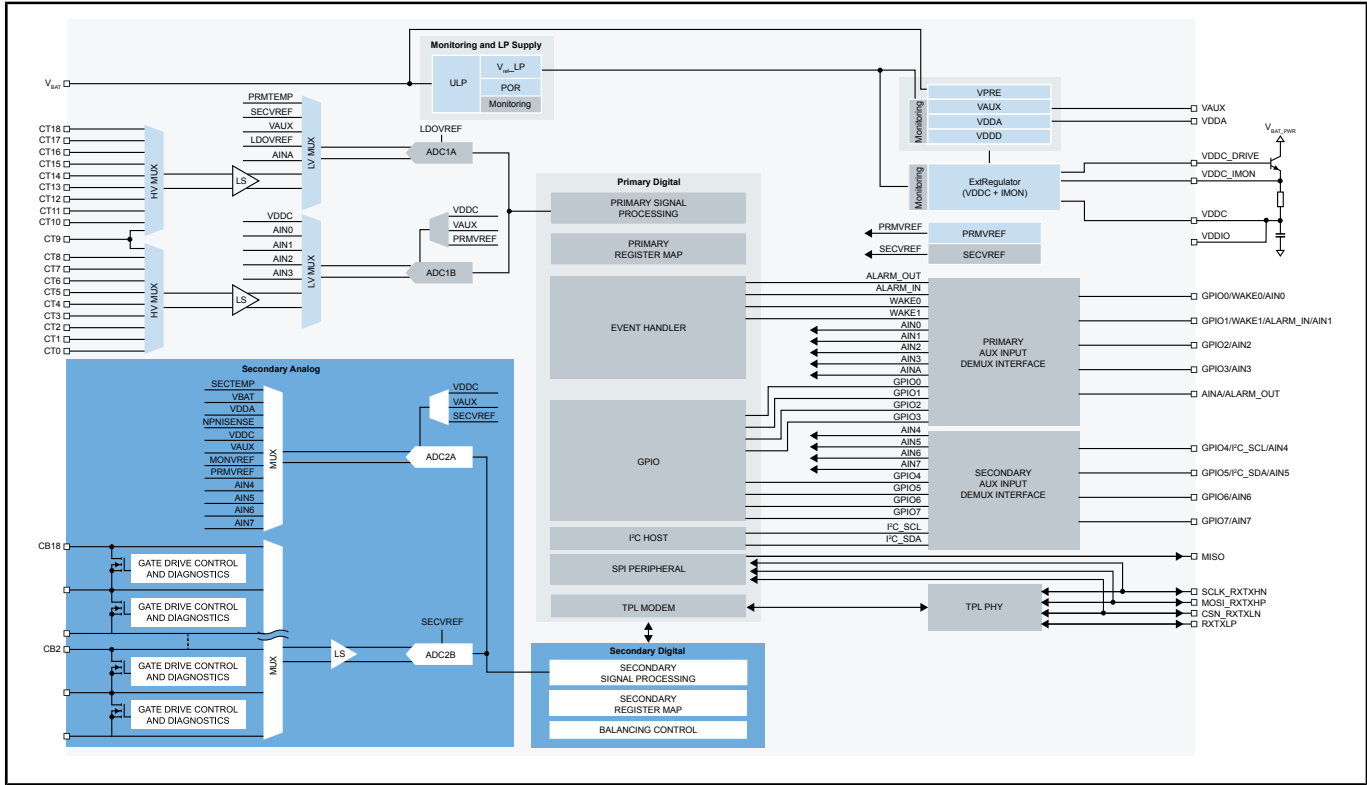 Monitoring and LP Supply
ULP
Vref_LP
POR
Monitoring
VBAT
CT18
CT17
CT16
CT15
CT14
CT13
CT12
CT11
CT10
CT9
CT8
CT7
CT6
CT5
CT4
CT3
CT2
CT1
CT0
HV MUX
HV MUX
LS
LS
PRMTEMP
SECVREF
VAUX
LDOVREF
AINA
LV MUX
VDDC
AIN0
AIN1
AIN2
AIN3
LV MUX
LDOVREF
ADC1A
VDDC
VAUX
PRMVREF
ADC1B
Primary Digital
PRIMARY SIGNAL
PROCESSING
PRIMARY
REGISTER MAP
EVENT HANDLER
GPIO
I²C HOST
SPI PERIPHERAL
TPL MODEM
Monitoring
VPRE
VAUX
VDDA
VDDD
Monitoring
ExtRegulator
(VDDC + IMON)
PRMVREF
PRMVREF
SECVREF
SECVREF
VAUX
VDDA
VBAT_PWR
VDDC_DRIVE
VDDC_IMON
VDDC
VDDIO
ALARM_OUT
ALARM_IN
WAKE0
WAKE1
AIN0
AIN1
AIN2
AIN3
AINA
GPIO0
GPIO1
GPIO2
GPIO3
AIN4
AIN5
AIN6
AIN7
GPIO4
GPIO5
GPIO6
GPIO7
I²C_SCL
I²C_SDA
PRIMARY
AUX INPUT
DEMUX INTERFACE
SECONDARY
AUX INPUT
DEMUX INTERFACE
GPIO0/WAKE0/AIN0
GPIO1/WAKE1/ALARM_IN/AIN1
GPIO2/AIN2
GPIO3/AIN3
AINA/ALARM_OUT
GPIO4/I²C_SCL/AIN4
GPIO5/I²C_SDA/AIN5
GPIO6/AIN6
GPIO7/AIN7
MISO
TPL PHY
SCLK_RXTXHN
MOSI_RXTXHP
CSN_RXTXLN
RXTXLP
Secondary Analog
SECTEMP
VBAT
VDDA
NPNISENSE
VDDC
VAUX
MONVREF
PRMVREF
AIN4
AIN5
AIN6
AIN7
MUX
VDDC
VAUX
SECVREF
ADC2A
CB18
GATE DRIVE CONTROL
AND DIAGNOSTICS
GATE DRIVE CONTROL
AND DIAGNOSTICS
CB2
GATE DRIVE CONTROL
AND DIAGNOSTICS
GATE DRIVE CONTROL
AND DIAGNOSTICS
MUX
LS
SECVREF
ADC2B
Secondary Digital
SECONDARY
SIGNAL PROCESSING
SECONDARY
REGISTER MAP
BALANCING CONTROL